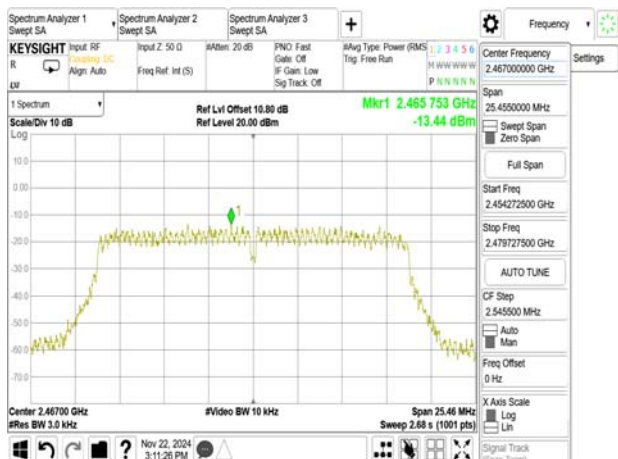 Spectrum Analyzer 1
Swept SA
Spectrum Analyzer 2
Swept SA
Spectrum Analyzer 3
Swept SA
+
Frequency
KEYSIGHT
R
Input: RF
Coupling: DC
Align: Auto
Input Z: 50 Ω
Freq Ref: Int (S)
#Atten: 20 dB
PNO: Fast
Gate: Off
IF Gain: Low
Sig Track: Off
#Avg Type: Power (RMS
Trig: Free Run
1 2 3 4 5 6
M W W W W W
P N N N N N
1 Spectrum
Scale/Div 10 dB
Log
Ref Lvl Offset 10.80 dB
Ref Level 20.00 dBm
Mkr1 2.465 753 GHz
-13.44 dBm
10.0
0.00
-10.0
-20.0
-30.0
-40.0
-50.0
-60.0
-70.0
1
Center 2.46700 GHz
#Res BW 3.0 kHz
#Video BW 10 kHz
Span 25.46 MHz
Sweep 2.68 s (1001 pts)
Nov 22, 2024
3:11:26 PM
?
Center Frequency
2.467000000 GHz
Settings
Span
25.4550000 MHz
Swept Span
Zero Span
Full Span
Start Freq
2.454272500 GHz
Stop Freq
2.479727500 GHz
AUTO TUNE
CF Step
2.545500 MHz
Auto
Man
Freq Offset
0 Hz
X Axis Scale
Log
Lin
Signal Track